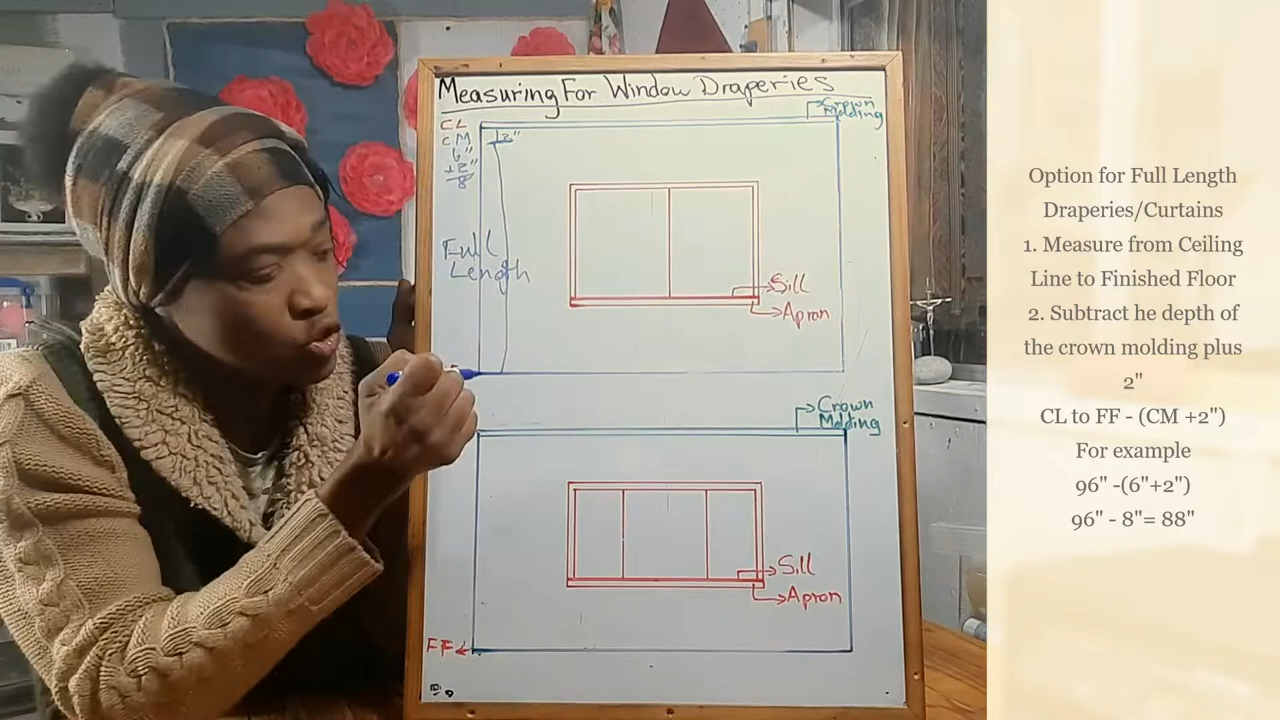 Measuring For Window Draperies
Crown
Molding
CL
CM
6"
+2"
8
12"
Full
Length
Sill
Apron
Crown
Molding
Sill
Apron
FF
Option for Full Length
Draperies/Curtains
1. Measure from Ceiling
Line to Finished Floor
2. Subtract he depth of
the crown molding plus
2"
CL to FF - (CM +2")
For example
96" -(6"+2")
96" - 8"= 88"